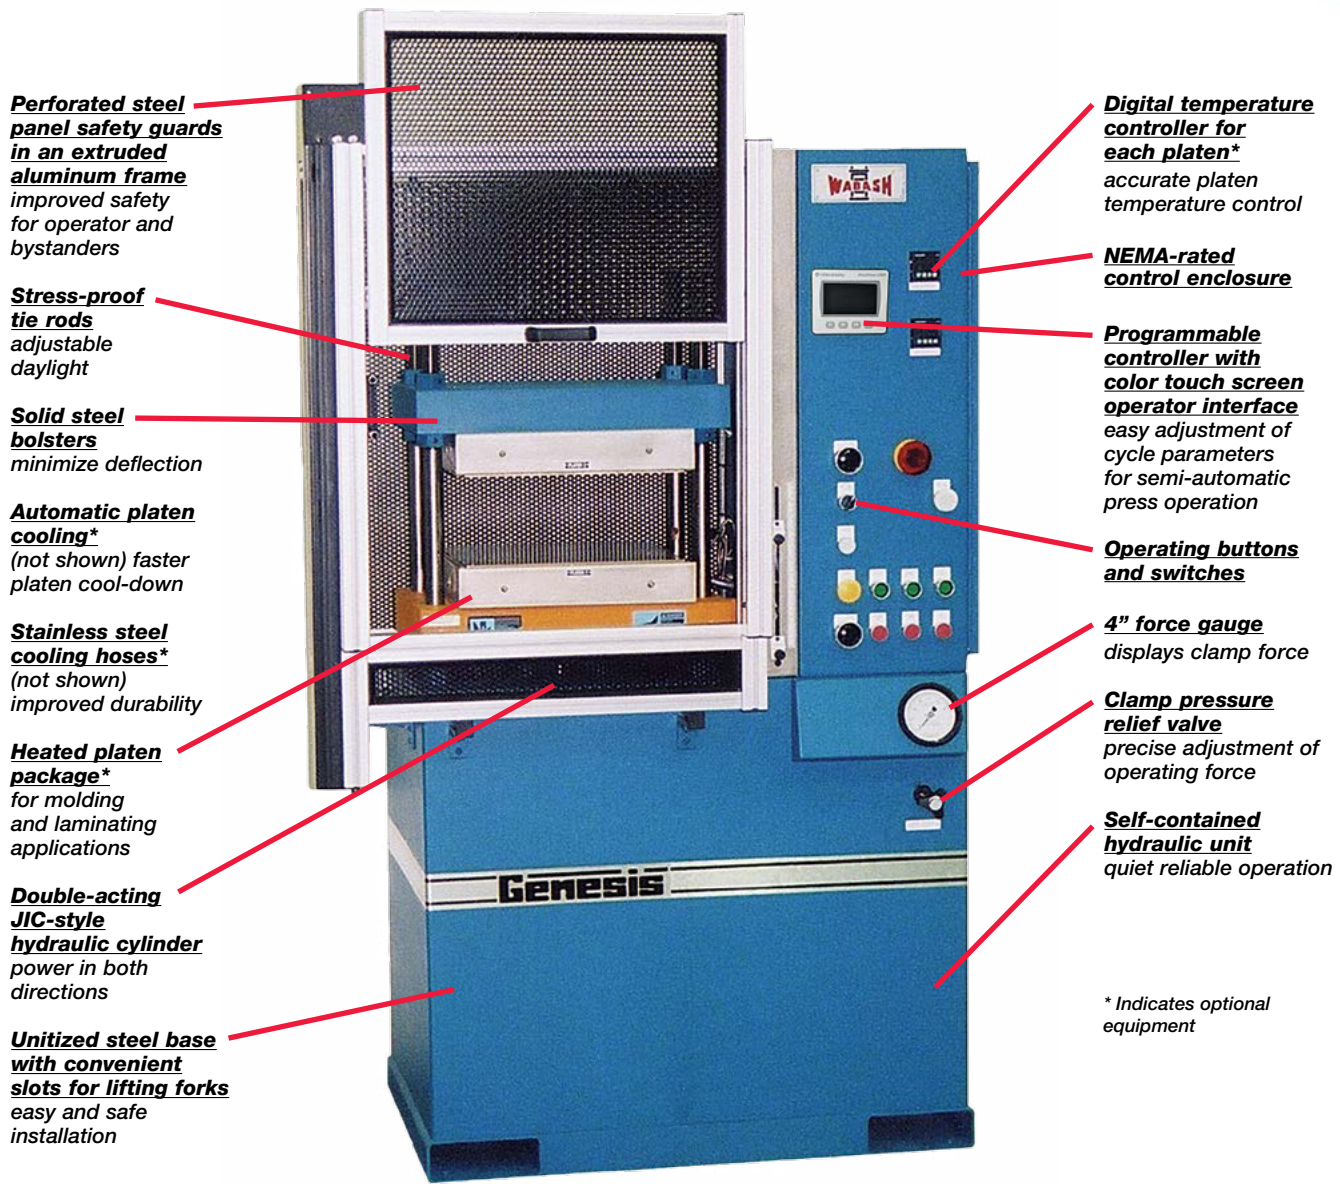 Perforated steel
panel safety guards
in an extruded
aluminum frame
improved safety
for operator and
bystanders
Stress-proof
tie rods
adjustable
daylight
Solid steel
bolsters
minimize deflection
Automatic platen
cooling*
(not shown) faster
platen cool-down
Stainless steel
cooling hoses*
(not shown)
improved durability
Heated platen
package*
for molding
and laminating
applications
Double-acting
JIC-style
hydraulic cylinder
power in both
directions
Unitized steel base
with convenient
slots for lifting forks
easy and safe
installation
WABASH
Genesis
Digital temperature
controller for
each platen*
accurate platen
temperature control
NEMA-rated
control enclosure
Programmable
controller with
color touch screen
operator interface
easy adjustment of
cycle parameters
for semi-automatic
press operation
Operating buttons
and switches
4” force gauge
displays clamp force
Clamp pressure
relief valve
precise adjustment of
operating force
Self-contained
hydraulic unit
quiet reliable operation
* Indicates optional
equipment